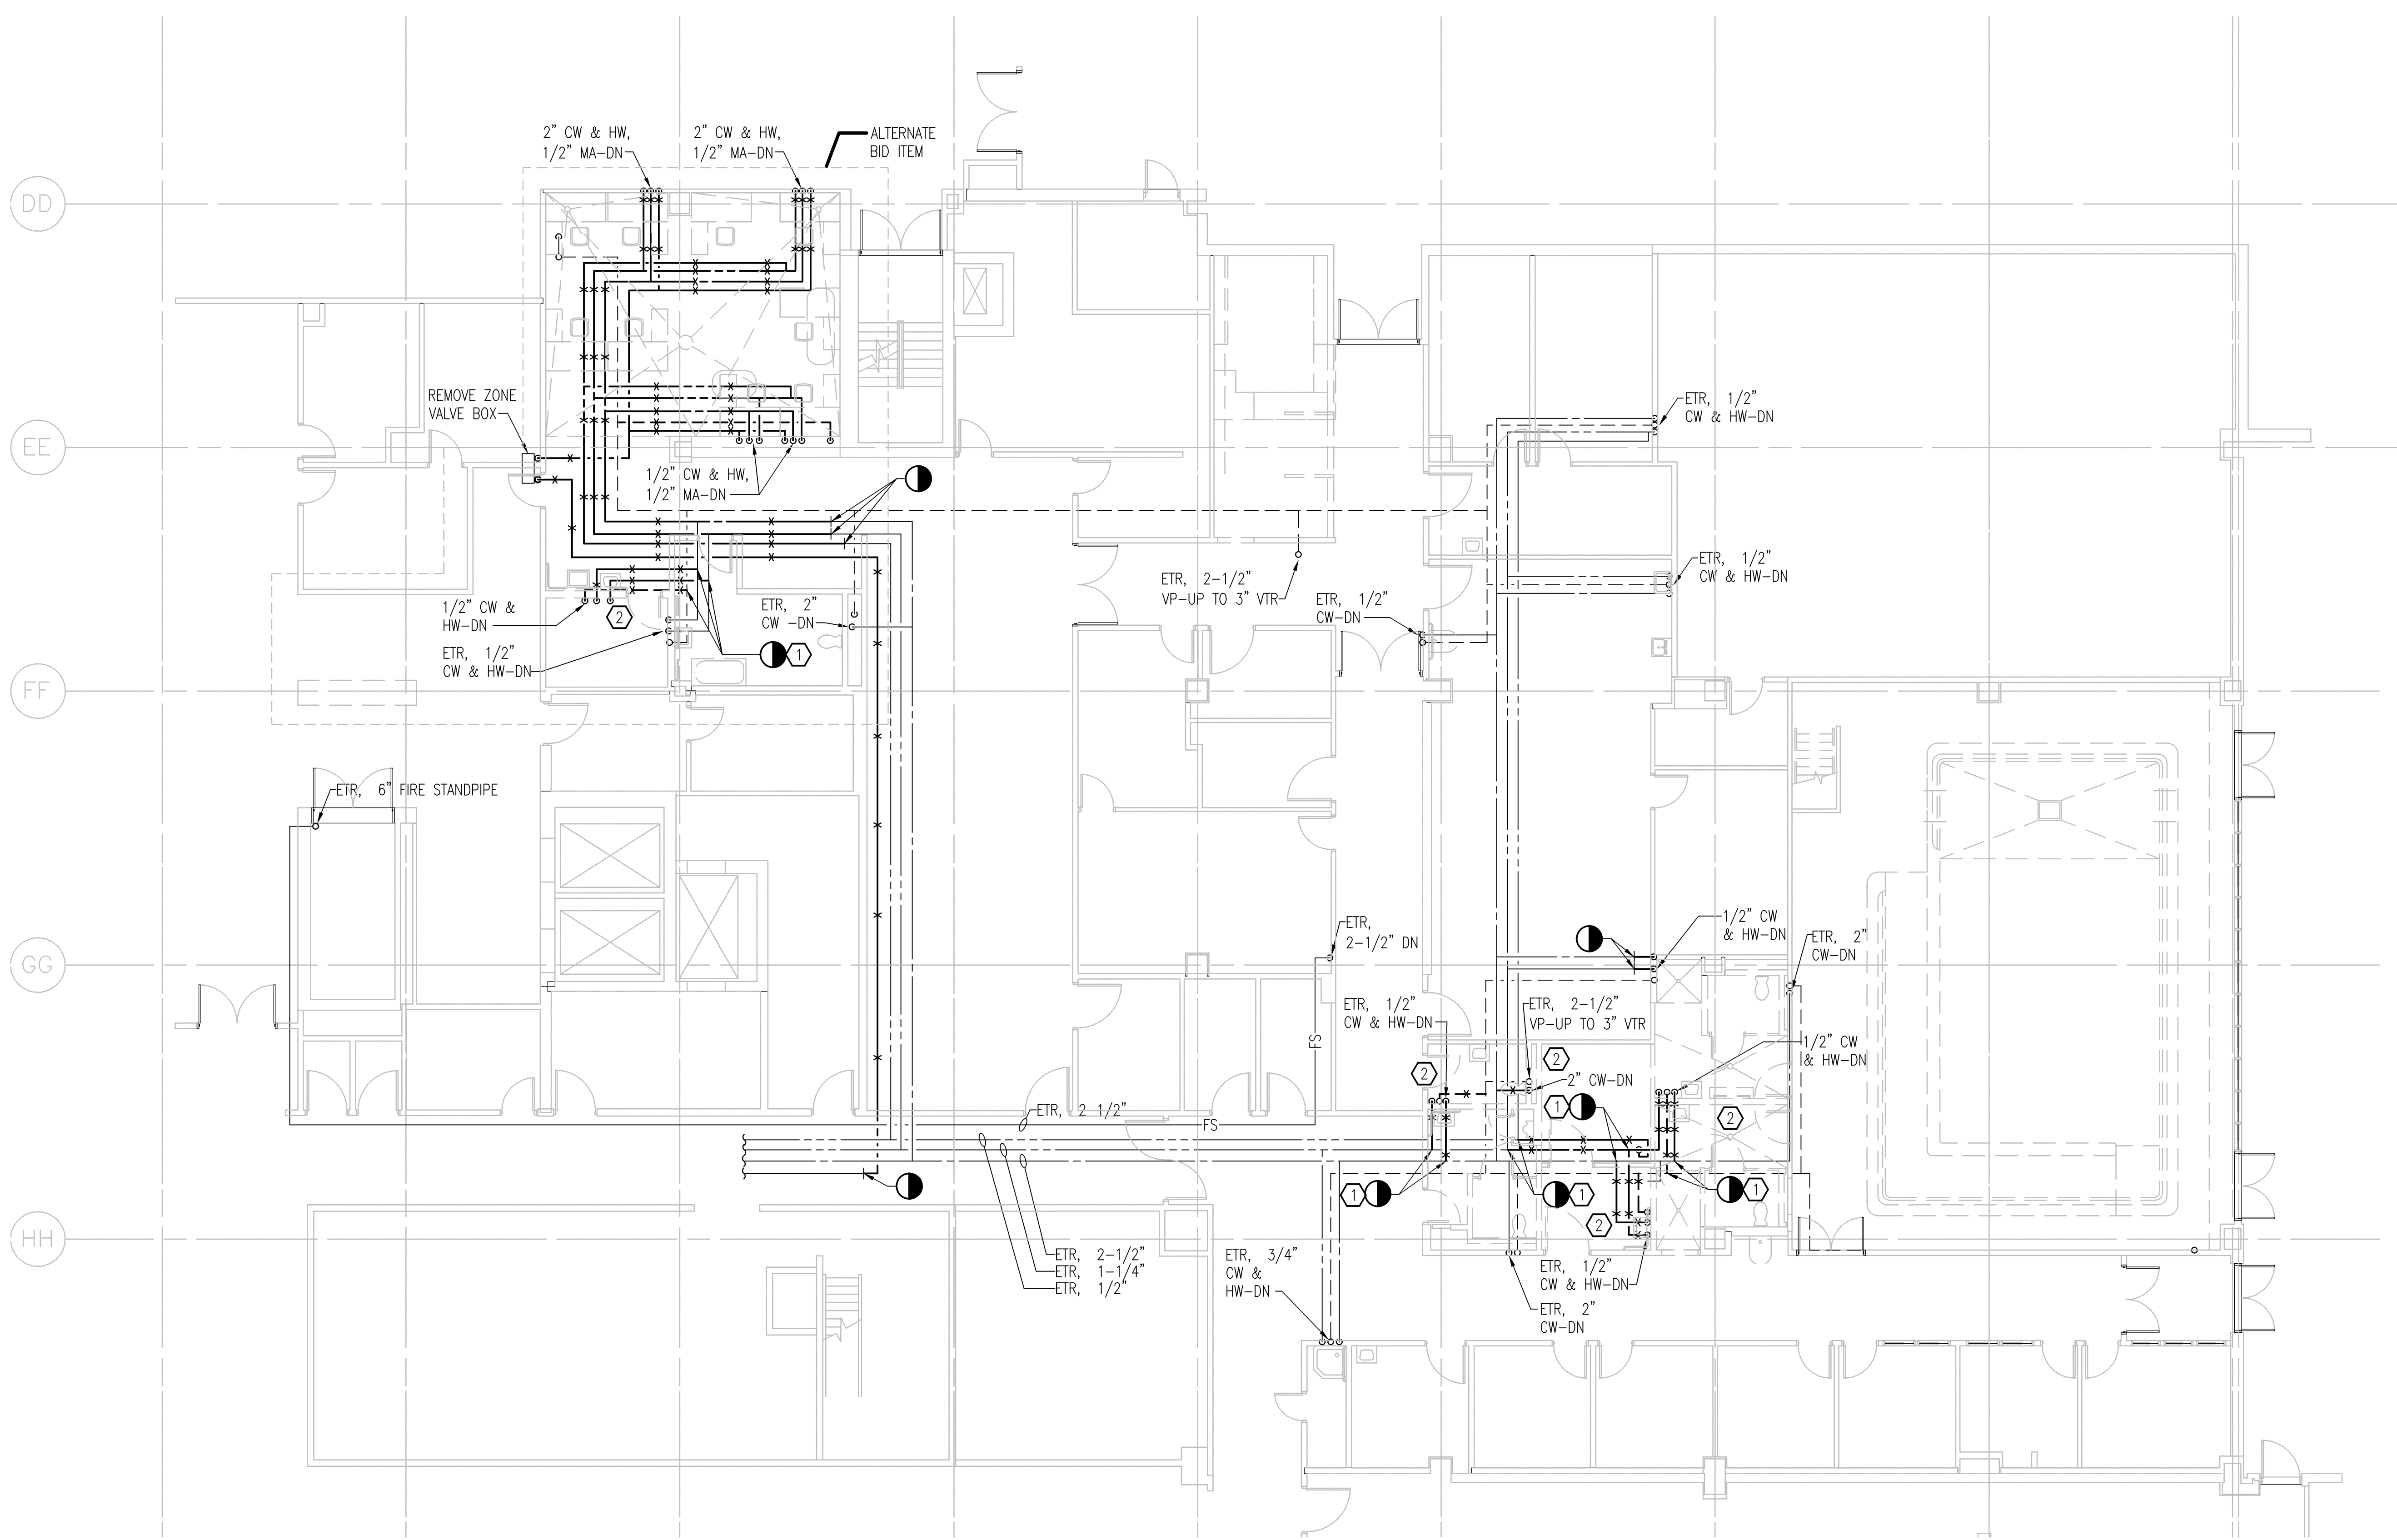 2" CW & HW,
1/2" MA-DN
2" CW & HW,
1/2" MA-DN
ALTERNATE
BID ITEM
DD
REMOVE ZONE
VALVE BOX
ETR, 1/2"
CW & HW-DN
EE
1/2" CW & HW,
1/2" MA-DN
ETR, 1/2"
CW & HW-DN
ETR, 2-1/2"
VP-UP TO 3" VTR
ETR, 1/2"
CW-DN
1/2" CW &
HW-DN
2
ETR, 2"
CW -DN
ETR, 1/2"
CW & HW-DN
1
FF
ETR, 6" FIRE STANDPIPE
ETR,
2-1/2" DN
1/2" CW
& HW-DN
ETR, 2"
CW-DN
GG
ETR, 1/2"
CW & HW-DN
ETR, 2-1/2"
VP-UP TO 3" VTR
FS
1/2" CW
& HW-DN
2
2
2" CW-DN
ETR, 2 1/2"
FS
1
2
1
1
1
2
HH
ETR, 2-1/2"
ETR, 1-1/4"
ETR, 1/2"
ETR, 3/4"
CW &
HW-DN
ETR, 1/2"
CW & HW-DN
ETR, 2"
CW-DN